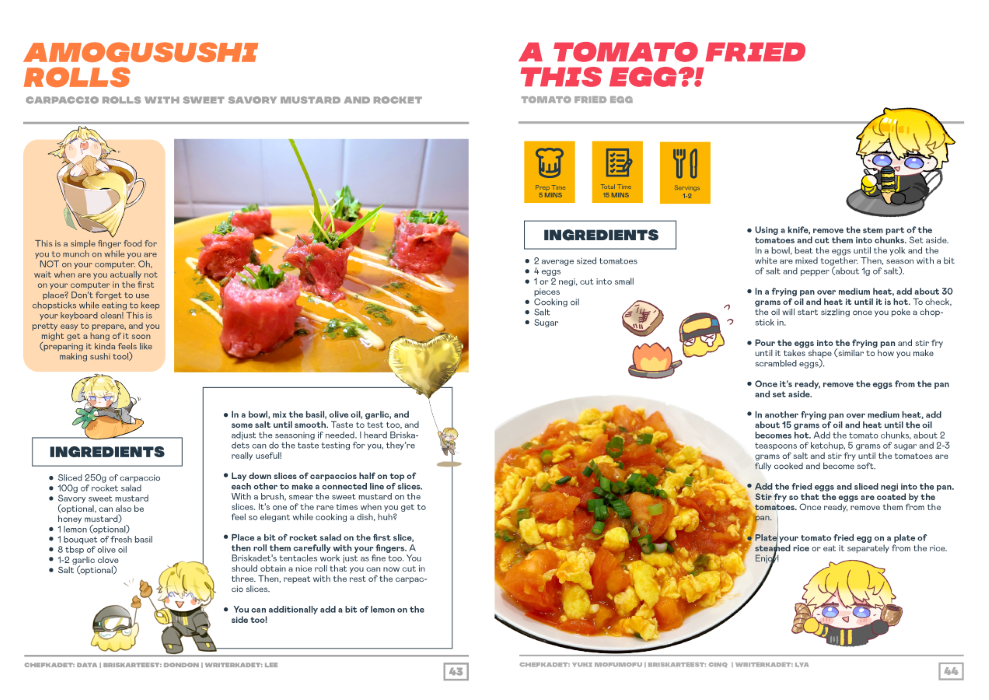 AMOGUSUSHI
ROLLS
CARPACCIO ROLLS WITH SWEET SAVORY MUSTARD AND ROCKET
This is a simple finger food for
you to munch on while you are
NOT on your computer. Oh,
wait when are you actually not
on your computer in the first
place? Don't forget to use
chopsticks while eating to keep
your keyboard clean! This is
pretty easy to prepare, and you
might get a hang of it soon
(preparing it kinda feels like
making sushi too!)
INGREDIENTS
• Sliced 250g of carpaccio
• 100g of rocket salad
• Savory sweet mustard
(optional, can also be
honey mustard)
• 1 lemon (optional)
• 1 bouquet of fresh basil
• 8 tbsp of olive oil
• 1-2 garlic clove
• Salt (optional)
• In a bowl, mix the basil, olive oil, garlic, and
some salt until smooth. Taste to test too, and
adjust the seasoning if needed. I heard Briska-
dets can do the taste testing for you, they're
really useful!
• Lay down slices of carpaccios half on top of
each other to make a connected line of slices.
With a brush, smear the sweet mustard on the
slices. It's one of the rare times when you get to
feel so elegant while cooking a dish, huh?
• Place a bit of rocket salad on the first slice,
then roll them carefully with your fingers. A
Briskadet's tentacles work just as fine too. You
should obtain a nice roll that you can now cut in
three. Then, repeat with the rest of the carpac-
cio slices.
• You can additionally add a bit of lemon on the
side too!
CHEFKADET: DATA | BRISKARTEEST: DONDON | WRITERKADET: LEE
43
A TOMATO FRIED
THIS EGG?!
TOMATO FRIED EGG
Prep Time
5 MINS
Total Time
15 MINS
Servings
1-2
INGREDIENTS
• 2 average sized tomatoes
• 4 eggs
• 1 or 2 negi, cut into small
pieces
• Cooking oil
• Salt
• Sugar
• Using a knife, remove the stem part of the
tomatoes and cut them into chunks. Set aside.
In a bowl, beat the eggs until the yolk and the
white are mixed together. Then, season with a bit
of salt and pepper (about 1g of salt).
• In a frying pan over medium heat, add about 30
grams of oil and heat it until it is hot. To check,
the oil will start sizzling once you poke a chop-
stick in.
• Pour the eggs into the frying pan and stir fry
until it takes shape (similar to how you make
scrambled eggs).
• Once it's ready, remove the eggs from the pan
and set aside.
• In another frying pan over medium heat, add
about 15 grams of oil and heat until the oil
becomes hot. Add the tomato chunks, about 2
teaspoons of ketchup, 5 grams of sugar and 2-3
grams of salt and stir fry until the tomatoes are
fully cooked and become soft.
• Add the fried eggs and sliced negi into the pan.
Stir fry so that the eggs are coated by the
tomatoes. Once ready, remove them from the
pan.
• Plate your tomato fried egg on a plate of
steamed rice or eat it separately from the rice.
Enjoy!
CHEFKADET: YUKI MOFUMOFU | BRISKARTEEST: CINQ | WRITERKADET: LYA
44